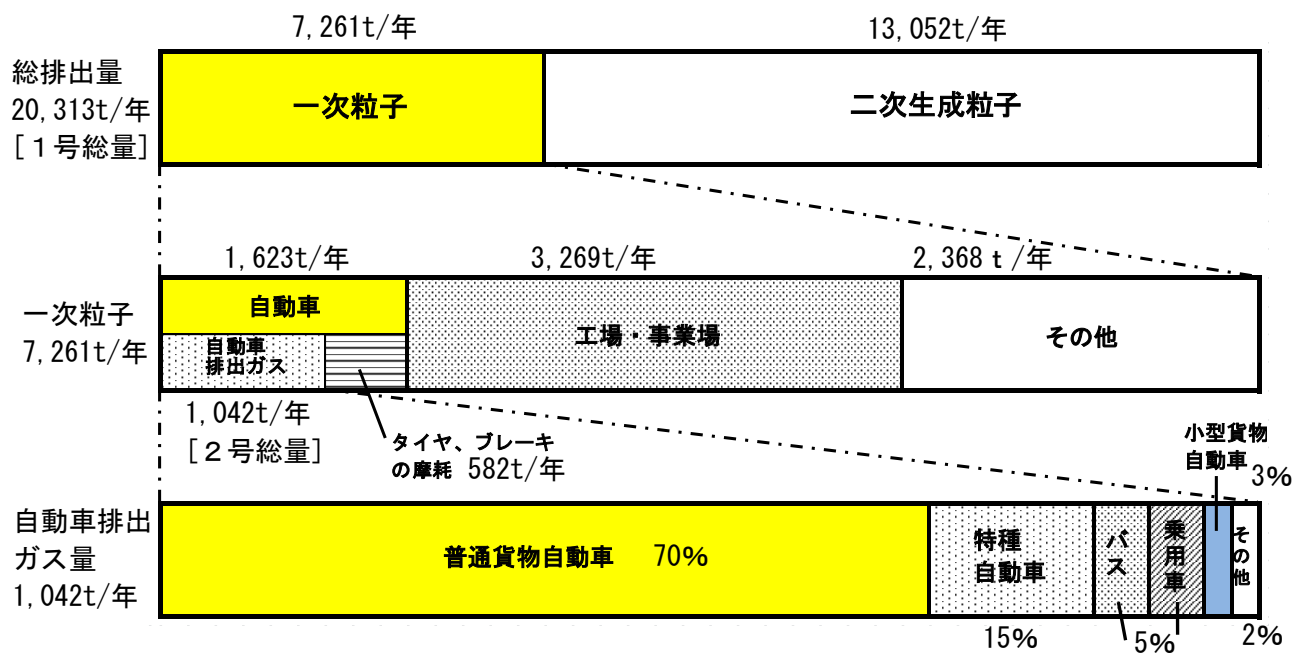 7,261t/年
13,052t/年
総排出量
20,313t/年
[1号総量]
一次粒子
二次生成粒子
1,623t/年
3,269t/年
2,368t/年
一次粒子
7,261t/年
自動車
自動車
排出ガス
工場・事業場
その他
1,042t/年
[2号総量]
タイヤ、ブレーキ
の摩耗 582t/年
小型貨物
自動車 3%
自動車排出
ガス量
1,042t/年
普通貨物自動車 70%
特種
自動車
バス
乗用車
その他
15%
5%
2%